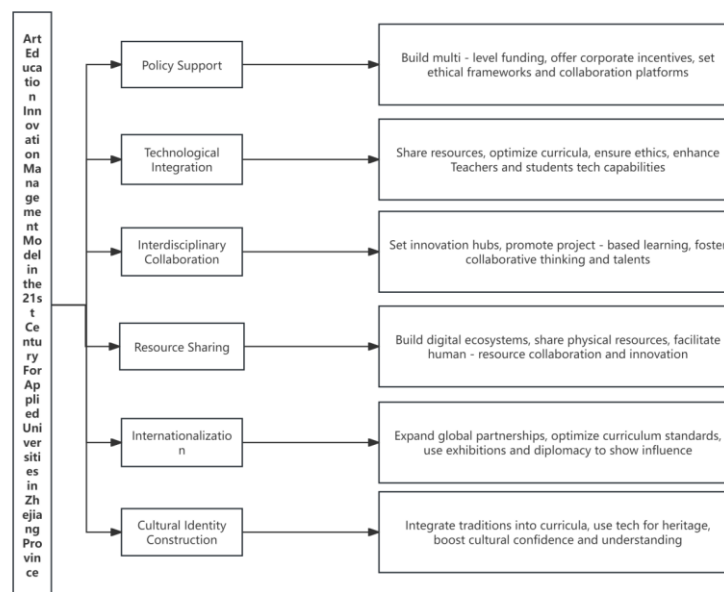 Art
Ed
uca
tio
n
Inn
ov
ati
on
Ma
na
ge
me
nt
Mo
del
in
the
21s
t
Ce
ntu
ry
For
Ap
pli
ed
Uni
ver
siti
es
in
Zh
ejia
ng
Pro
vin
ce
Policy Support
Build multi - level funding, offer corporate incentives, set
ethical frameworks and collaboration platforms
Technological
Integration
Share resources, optimize curricula, ensure ethics, enhance
Teachers and students tech capabilities
Interdisciplinary
Collaboration
Set innovation hubs, promote project - based learning, foster
collaborative thinking and talents
Resource Sharing
Build digital ecosystems, share physical resources, facilitate
human - resource collaboration and innovation
Internationalizatio
n
Expand global partnerships, optimize curriculum standards,
use exhibitions and diplomacy to show influence
Cultural Identity
Construction
Integrate traditions into curricula, use tech for heritage,
boost cultural confidence and understanding